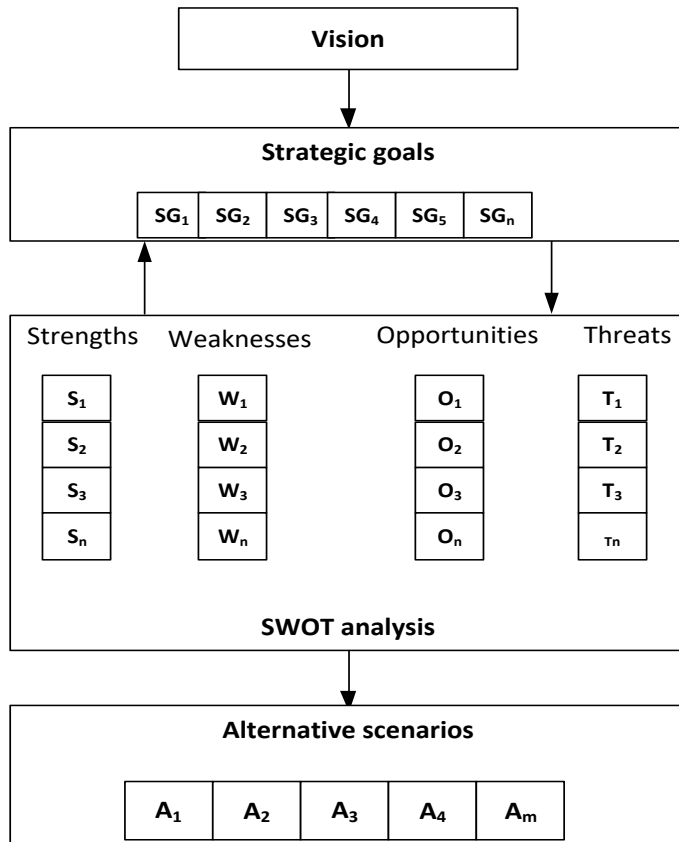 Vision
Strategic goals
SG₁ SG₂ SG₃ SG₄ SG₅ SGₙ
Strengths Weaknesses Opportunities Threats
S₁ W₁ O₁ T₁
S₂ W₂ O₂ T₂
S₃ W₃ O₃ T₃
Sₙ Wₙ Oₙ Tn
SWOT analysis
Alternative scenarios
A₁ A₂ A₃ A₄ Aₘ